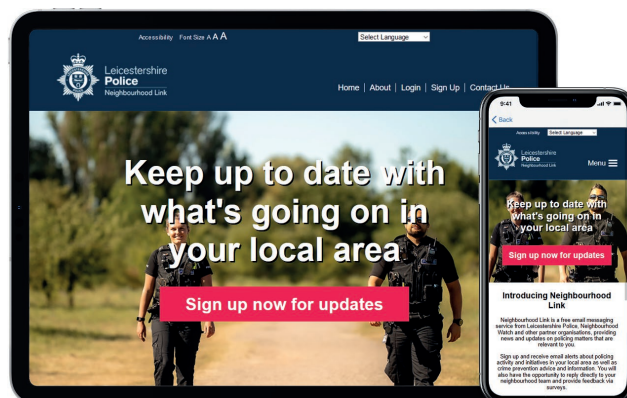 Accessibility Font Size A A A
Select Language
Leicestershire
Police
Neighbourhood Link
Home | About | Login | Sign Up | Contact Us
Keep up to date with
what's going on in
your local area
Sign up now for updates
9:41
Back
Accessibility Select Language
Leicestershire
Police
Neighbourhood Link
Menu
Keep up to date with
what's going on in
your local area
Sign up now for updates
Introducing Neighbourhood
Link
Neighbourhood Link is a free email messaging
service from Leicestershire Police, Neighbourhood
Watch and other partner organisations, providing
news and updates on policing matters that are
relevant to you.
Sign up and receive email alerts about policing
activity and initiatives in your local area as well as
crime prevention advice and information. You will
also have the opportunity to reply directly to your
neighbourhood team and provide feedback via
surveys.